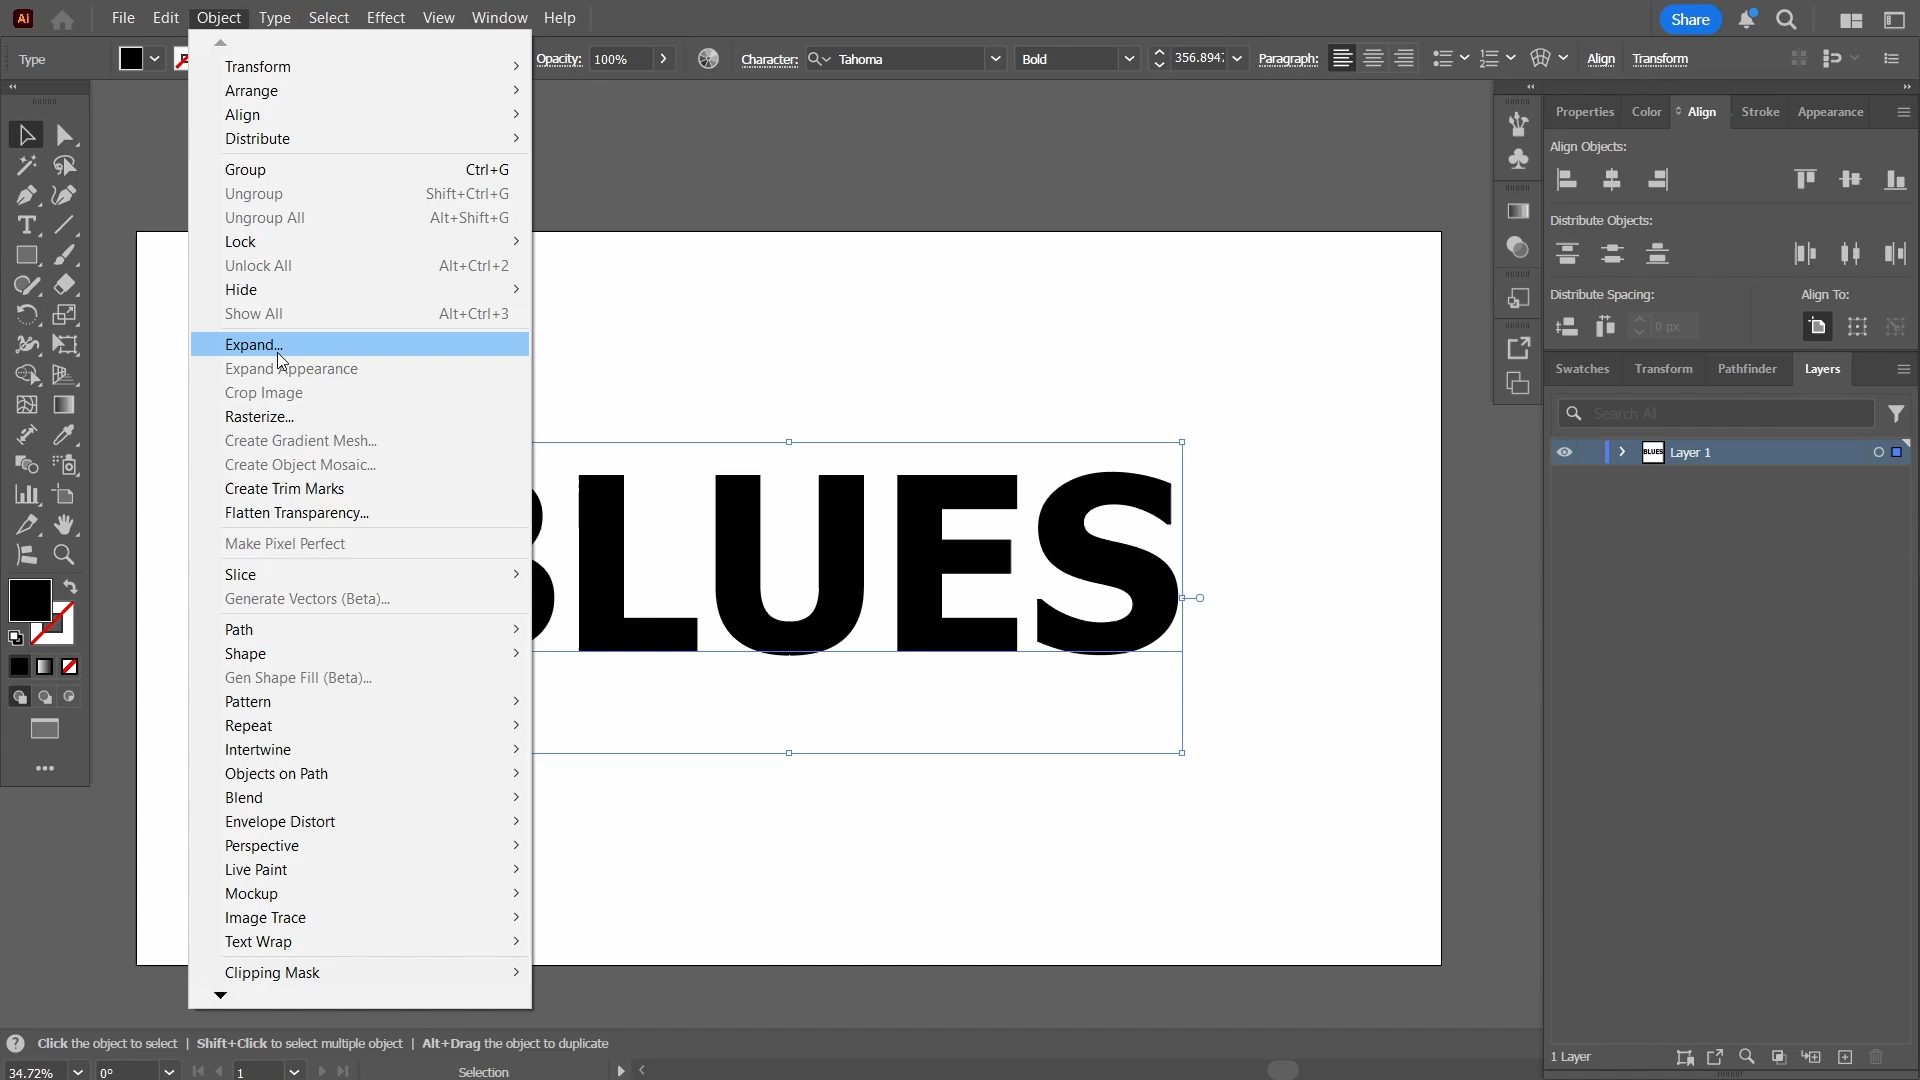 Ai File Edit Object Type Select Effect View Window Help Share
Type Opacity: 100% Character: Tahoma Bold 356.894 Paragraph: Align Transform
Transform
Arrange
Align
Distribute
Group Ctrl+G
Ungroup Shift+Ctrl+G
Ungroup All Alt+Shift+G
Lock
Unlock All Alt+Ctrl+2
Hide
Show All Alt+Ctrl+3
Expand...
Expand Appearance
Crop Image
Rasterize...
Create Gradient Mesh...
Create Object Mosaic...
Create Trim Marks
Flatten Transparency...
Make Pixel Perfect
Slice
Generate Vectors (Beta)...
Path
Shape
Gen Shape Fill (Beta)...
Pattern
Repeat
Intertwine
Objects on Path
Blend
Envelope Distort
Perspective
Live Paint
Mockup
Image Trace
Text Wrap
Clipping Mask
BLUES
Properties Color Align Stroke Appearance
Align Objects:
Distribute Objects:
Distribute Spacing: Align To:
0 px
Swatches Transform Pathfinder Layers
Search All
BLUES Layer 1
1 Layer
Click the object to select | Shift+Click to select multiple object | Alt+Drag the object to duplicate
34.72% 0° 1 Selection